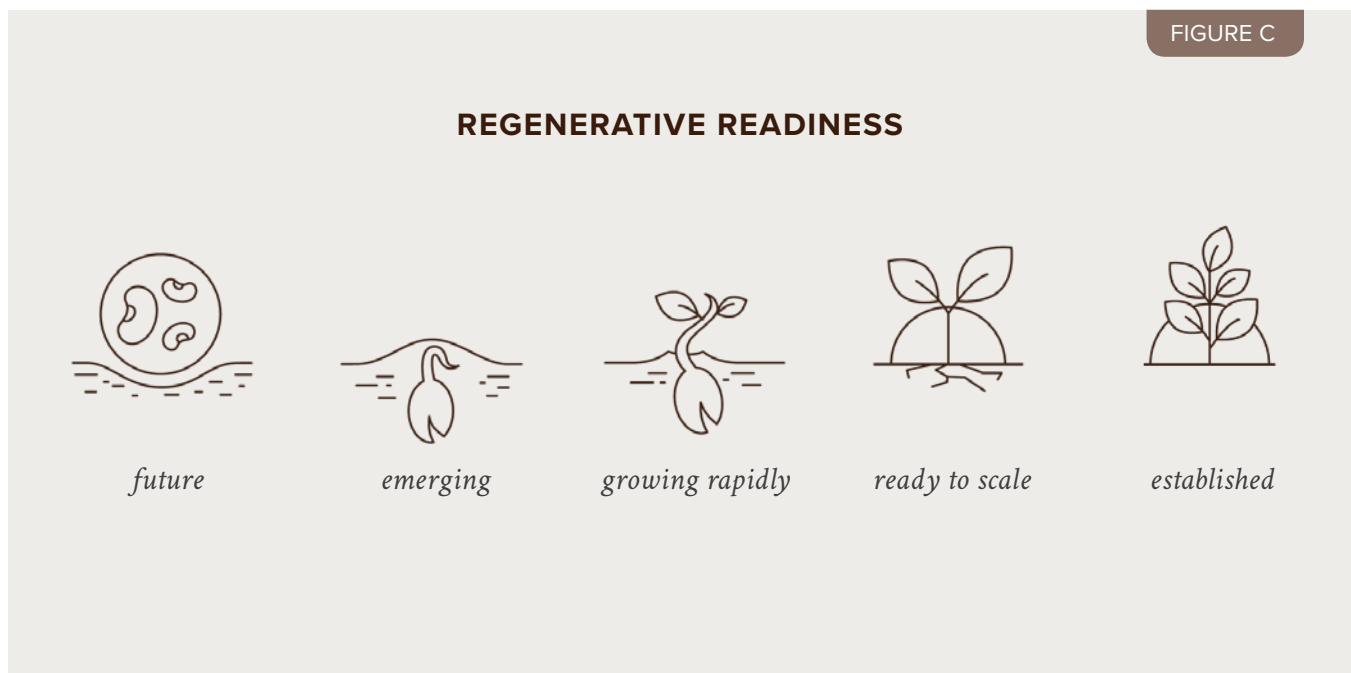 FIGURE C
REGENERATIVE READINESS
future
emerging
growing rapidly
ready to scale
established